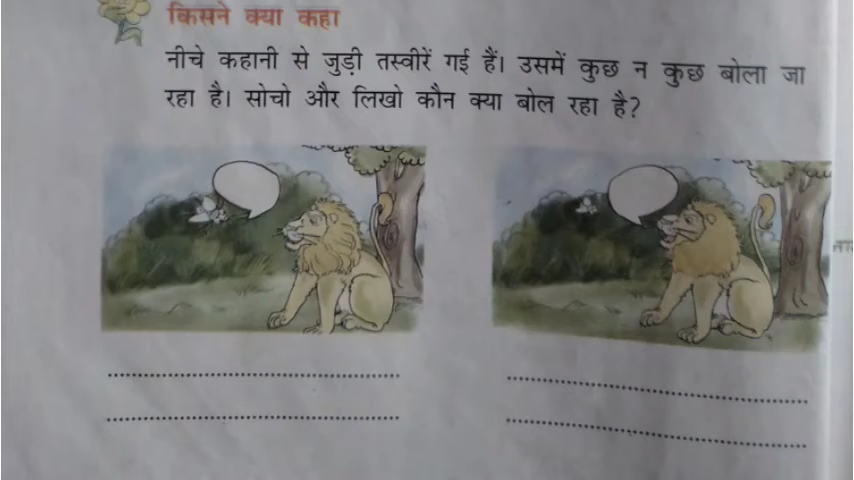 किसने क्या कहा
नीचे कहानी से जुड़ी तस्वीरें गई हैं। उसमें कुछ न कुछ बोला जा
रहा है। सोचो और लिखो कौन क्या बोल रहा है?